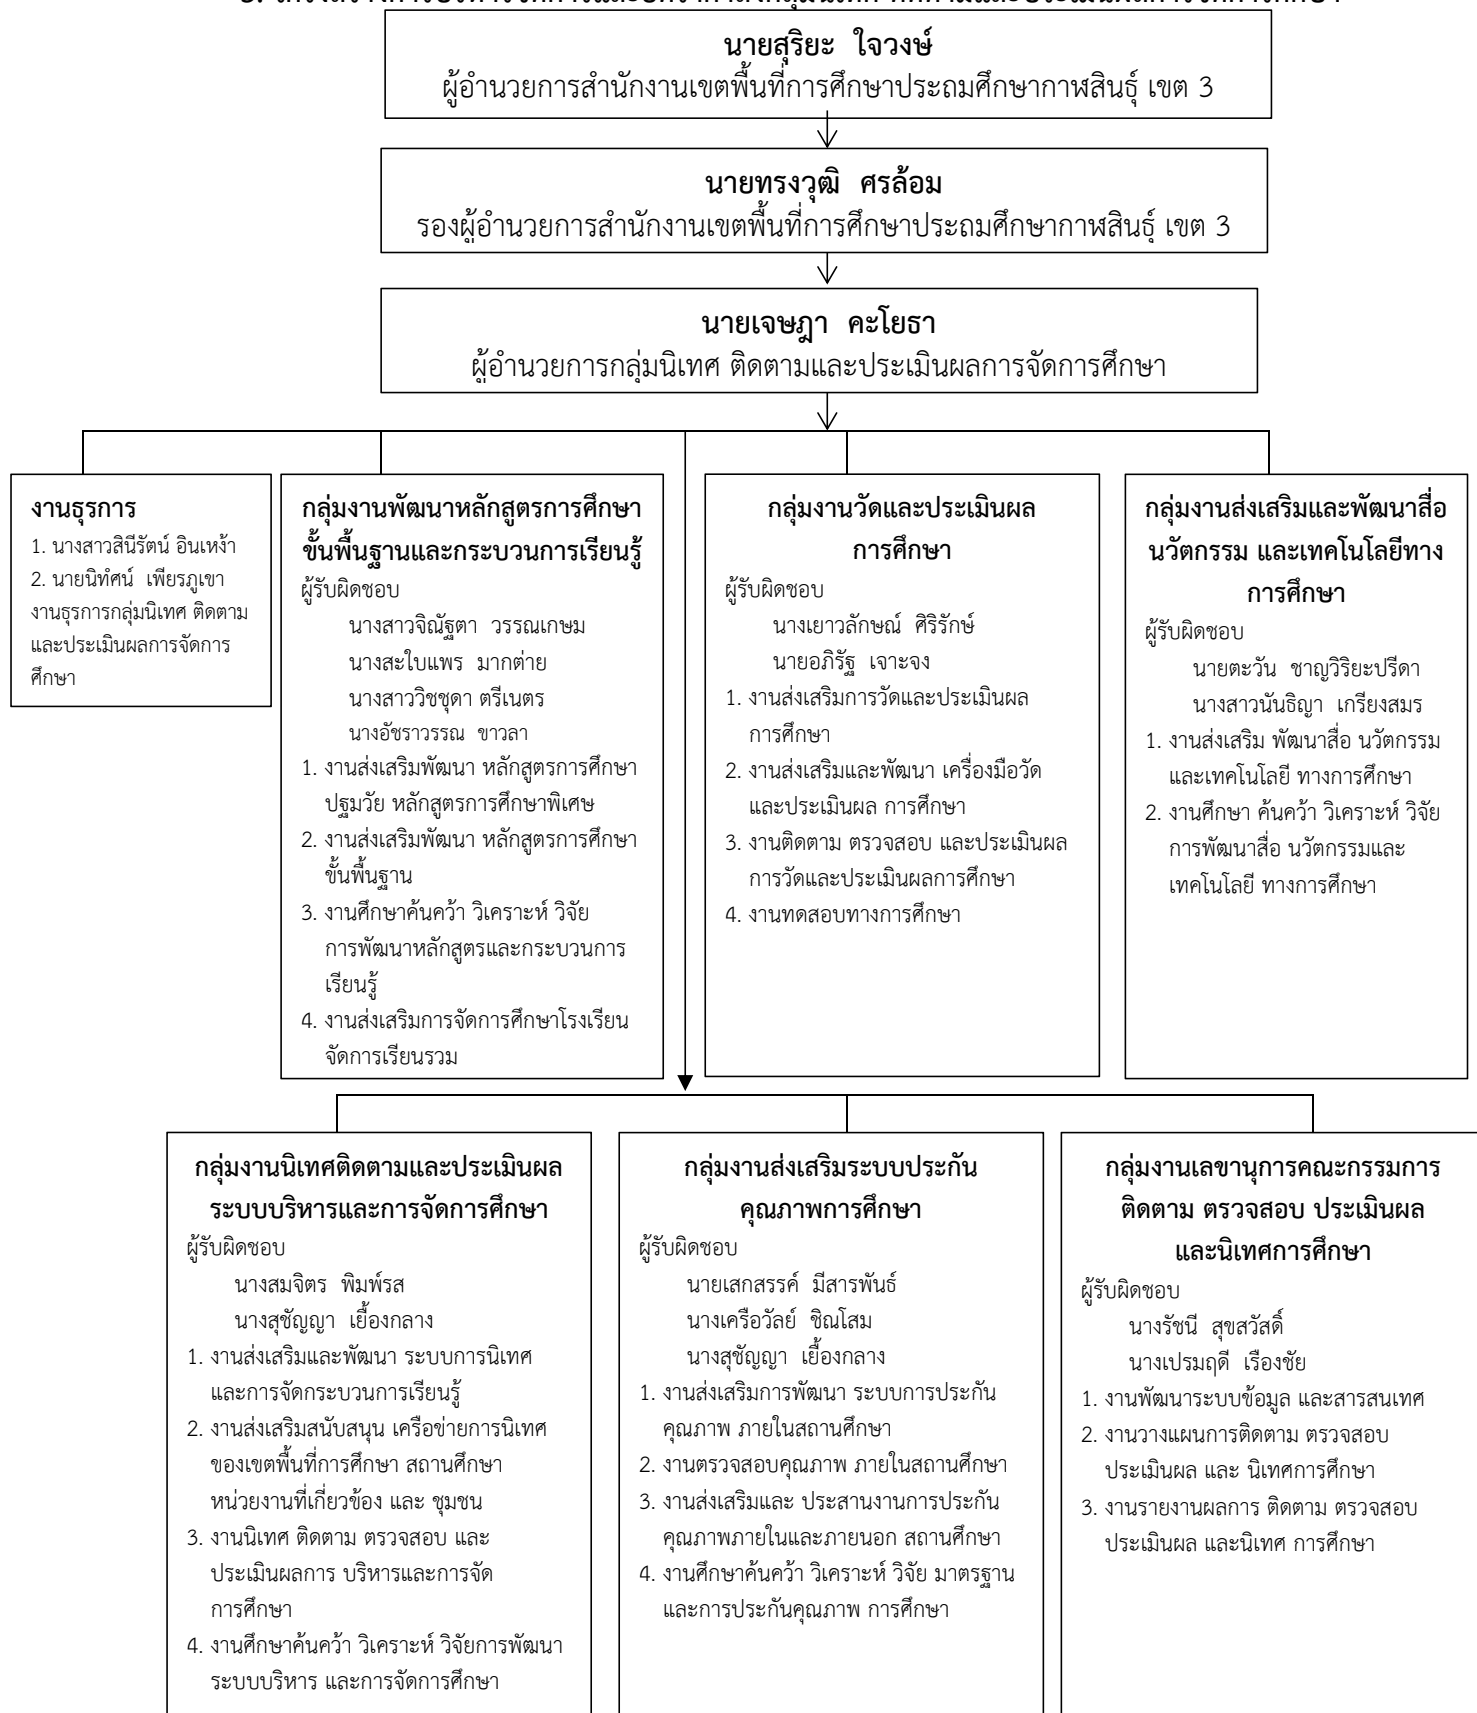 นายสุริยะ ใจวงษ์
ผู้อำนวยการสำนักงานเขตพื้นที่การศึกษาประถมศึกษากาฬสินธุ์ เขต 3
นายทรงวุฒิ ศรล้อม
รองผู้อำนวยการสำนักงานเขตพื้นที่การศึกษาประถมศึกษากาฬสินธุ์ เขต 3
นายเจษฎา คะโยธา
ผู้อำนวยการกลุ่มนิเทศ ติดตามและประเมินผลการจัดการศึกษา
งานธุรการ
1. นางสาวสินีรัตน์ อินเหง้า
2. นายนิทัศน์ เพียรภูเขา
งานธุรการกลุ่มนิเทศ ติดตาม
และประเมินผลการจัดการ
ศึกษา
กลุ่มงานพัฒนาหลักสูตรการศึกษา
ขั้นพื้นฐานและกระบวนการเรียนรู้
ผู้รับผิดชอบ
นางสาวจิณัฐตา วรรณเกษม
นางสะใบแพร มากต่าย
นางสาววิชชุดา ตรีเนตร
นางอัชราวรรณ ขาวลา
1. งานส่งเสริมพัฒนา หลักสูตรการศึกษา
ปฐมวัย หลักสูตรการศึกษาพิเศษ
2. งานส่งเสริมพัฒนา หลักสูตรการศึกษา
ขั้นพื้นฐาน
3. งานศึกษาค้นคว้า วิเคราะห์ วิจัย
การพัฒนาหลักสูตรและกระบวนการ
เรียนรู้
4. งานส่งเสริมการจัดการศึกษาโรงเรียน
จัดการเรียนรวม
กลุ่มงานวัดและประเมินผล
การศึกษา
ผู้รับผิดชอบ
นางเยาวลักษณ์ ศิริรักษ์
นายอภิรัฐ เจาะจง
1. งานส่งเสริมการวัดและประเมินผล
การศึกษา
2. งานส่งเสริมและพัฒนา เครื่องมือวัด
และประเมินผล การศึกษา
3. งานติดตาม ตรวจสอบ และประเมินผล
การวัดและประเมินผลการศึกษา
4. งานทดสอบทางการศึกษา
กลุ่มงานส่งเสริมและพัฒนาสื่อ
นวัตกรรม และเทคโนโลยีทาง
การศึกษา
ผู้รับผิดชอบ
นายตะวัน ชาญวิริยะปรีดา
นางสาวนันธิญา เกรียงสมร
1. งานส่งเสริม พัฒนาสื่อ นวัตกรรม
และเทคโนโลยี ทางการศึกษา
2. งานศึกษา ค้นคว้า วิเคราะห์ วิจัย
การพัฒนาสื่อ นวัตกรรมและ
เทคโนโลยี ทางการศึกษา
กลุ่มงานนิเทศติดตามและประเมินผล
ระบบบริหารและการจัดการศึกษา
ผู้รับผิดชอบ
นางสมจิตร พิมพ์รส
นางสุชัญญา เยื้องกลาง
1. งานส่งเสริมและพัฒนา ระบบการนิเทศ
และการจัดกระบวนการเรียนรู้
2. งานส่งเสริมสนับสนุน เครือข่ายการนิเทศ
ของเขตพื้นที่การศึกษา สถานศึกษา
หน่วยงานที่เกี่ยวข้อง และ ชุมชน
3. งานนิเทศ ติดตาม ตรวจสอบ และ
ประเมินผลการ บริหารและการจัด
การศึกษา
4. งานศึกษาค้นคว้า วิเคราะห์ วิจัยการพัฒนา
ระบบบริหาร และการจัดการศึกษา
กลุ่มงานส่งเสริมระบบประกัน
คุณภาพการศึกษา
ผู้รับผิดชอบ
นายเสกสรรค์ มีสารพันธ์
นางเครือวัลย์ ชิณโสม
นางสุชัญญา เยื้องกลาง
1. งานส่งเสริมการพัฒนา ระบบการประกัน
คุณภาพ ภายในสถานศึกษา
2. งานตรวจสอบคุณภาพ ภายในสถานศึกษา
3. งานส่งเสริมและ ประสานงานการประกัน
คุณภาพภายในและภายนอก สถานศึกษา
4. งานศึกษาค้นคว้า วิเคราะห์ วิจัย มาตรฐาน
และการประกันคุณภาพ การศึกษา
กลุ่มงานเลขานุการคณะกรรมการ
ติดตาม ตรวจสอบ ประเมินผล
และนิเทศการศึกษา
ผู้รับผิดชอบ
นางรัชนี สุขสวัสดิ์
นางเปรมฤดี เรืองชัย
1. งานพัฒนาระบบข้อมูล และสารสนเทศ
2. งานวางแผนการติดตาม ตรวจสอบ
ประเมินผล และ นิเทศการศึกษา
3. งานรายงานผลการ ติดตาม ตรวจสอบ
ประเมินผล และนิเทศ การศึกษา